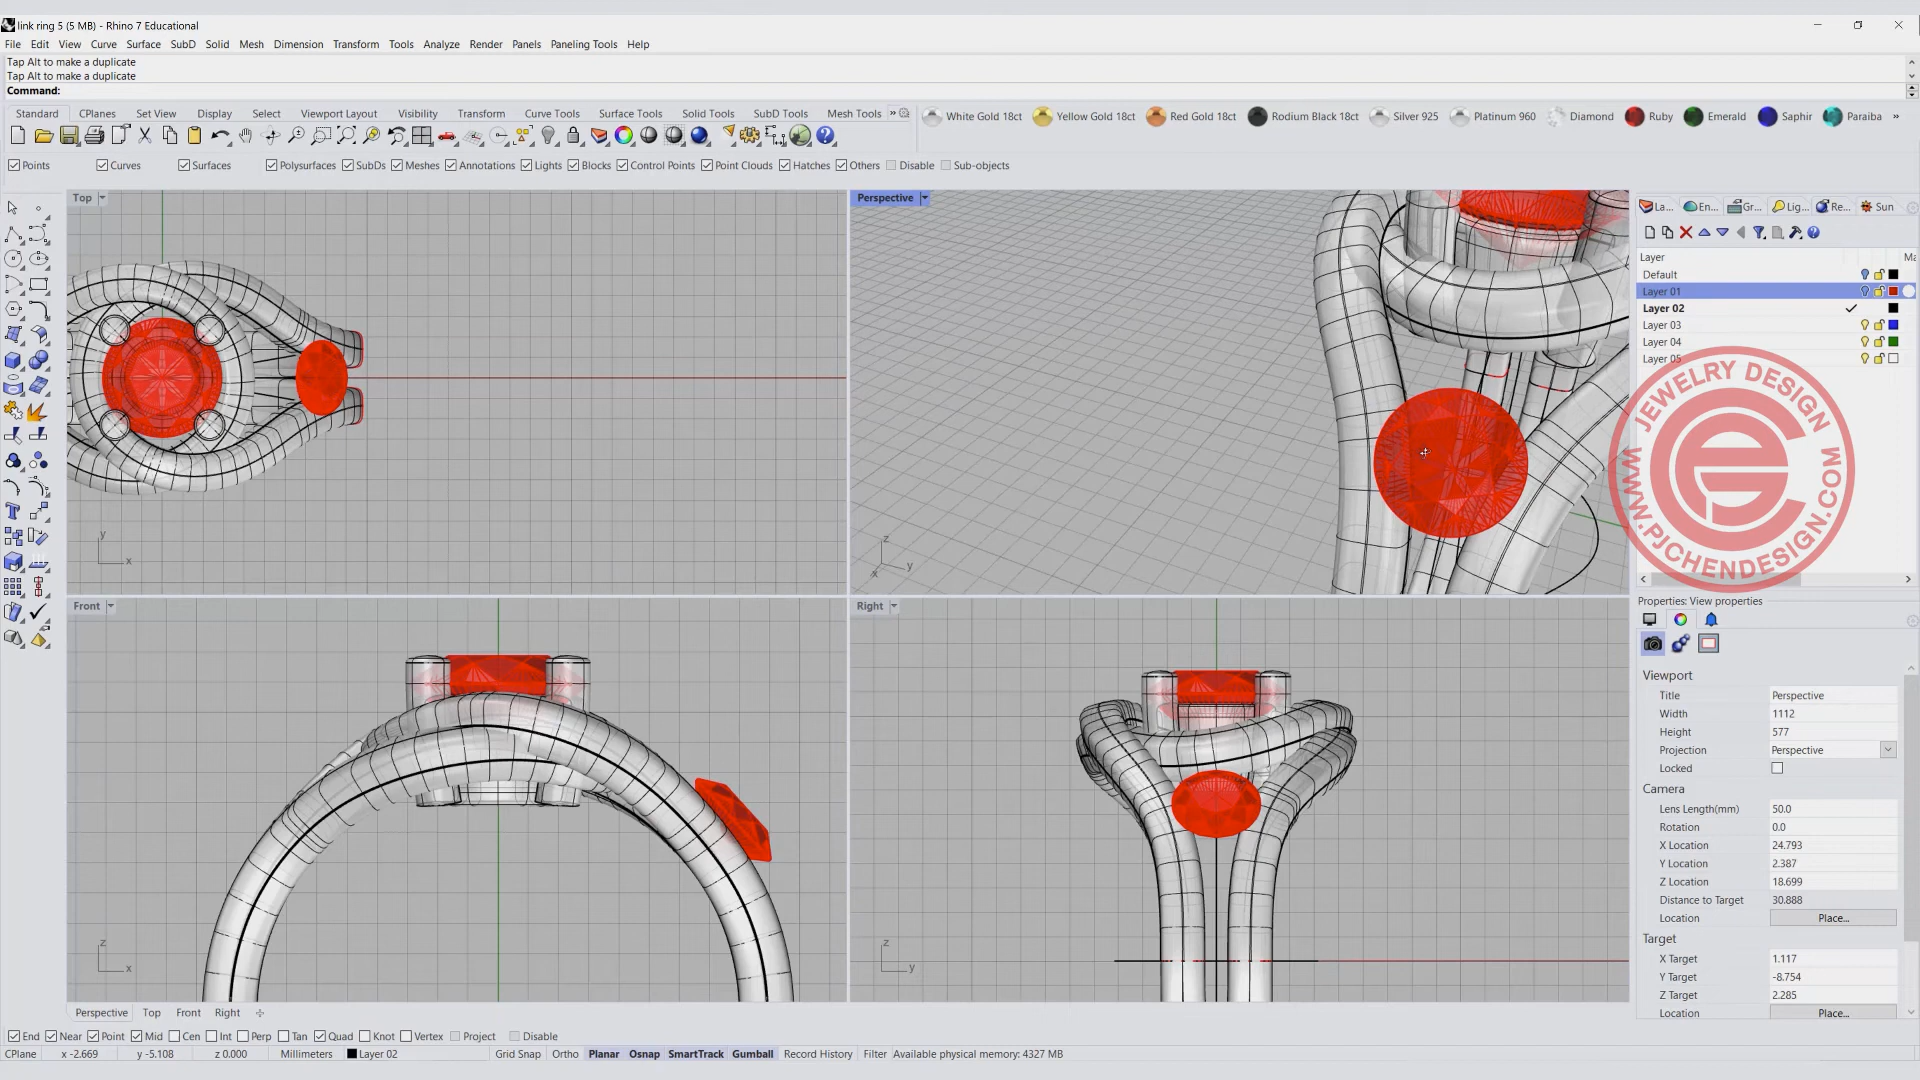 link ring 5 (5 MB) - Rhino 7 Educational
File Edit View Curve Surface SubD Solid Mesh Dimension Transform Tools Analyze Render Panels Paneling Tools Help
Tap Alt to make a duplicate
Tap Alt to make a duplicate
Command:
Standard CPlanes Set View Display Select Viewport Layout Visibility Transform Curve Tools Surface Tools Solid Tools SubD Tools Mesh Tools »
White Gold 18ct Yellow Gold 18ct Red Gold 18ct Rodium Black 18ct Silver 925 Platinum 960 Diamond Ruby Emerald Saphir Paraiba »
Points Curves Surfaces Polysurfaces SubDs Meshes Annotations Lights Blocks Control Points Point Clouds Hatches Others Disable Sub-objects
Top
Perspective
La... En... Gr... Lig... Re... Sun
Layer Ma
Default
Layer 01
Layer 02
Layer 03
Layer 04
Layer 05
JEWELRY DESIGN
WWW.PJCHENDESIGN.COM
y
x
z
y
x
Front
Right
z
x
z
y
Properties: View properties
Viewport
Title Perspective
Width 1112
Height 577
Projection Perspective
Locked
Camera
Lens Length(mm) 50.0
Rotation 0.0
X Location 24.793
Y Location 2.387
Z Location 18.699
Distance to Target 30.888
Location Place...
Target
X Target 1.117
Y Target -8.754
Z Target 2.285
Location Place...
Perspective Top Front Right
End Near Point Mid Cen Int Perp Tan Quad Knot Vertex Project Disable
CPlane x -2.669 y -5.108 z 0.000 Millimeters Layer 02 Grid Snap Ortho Planar Osnap SmartTrack Gumball Record History Filter Available physical memory: 4327 MB